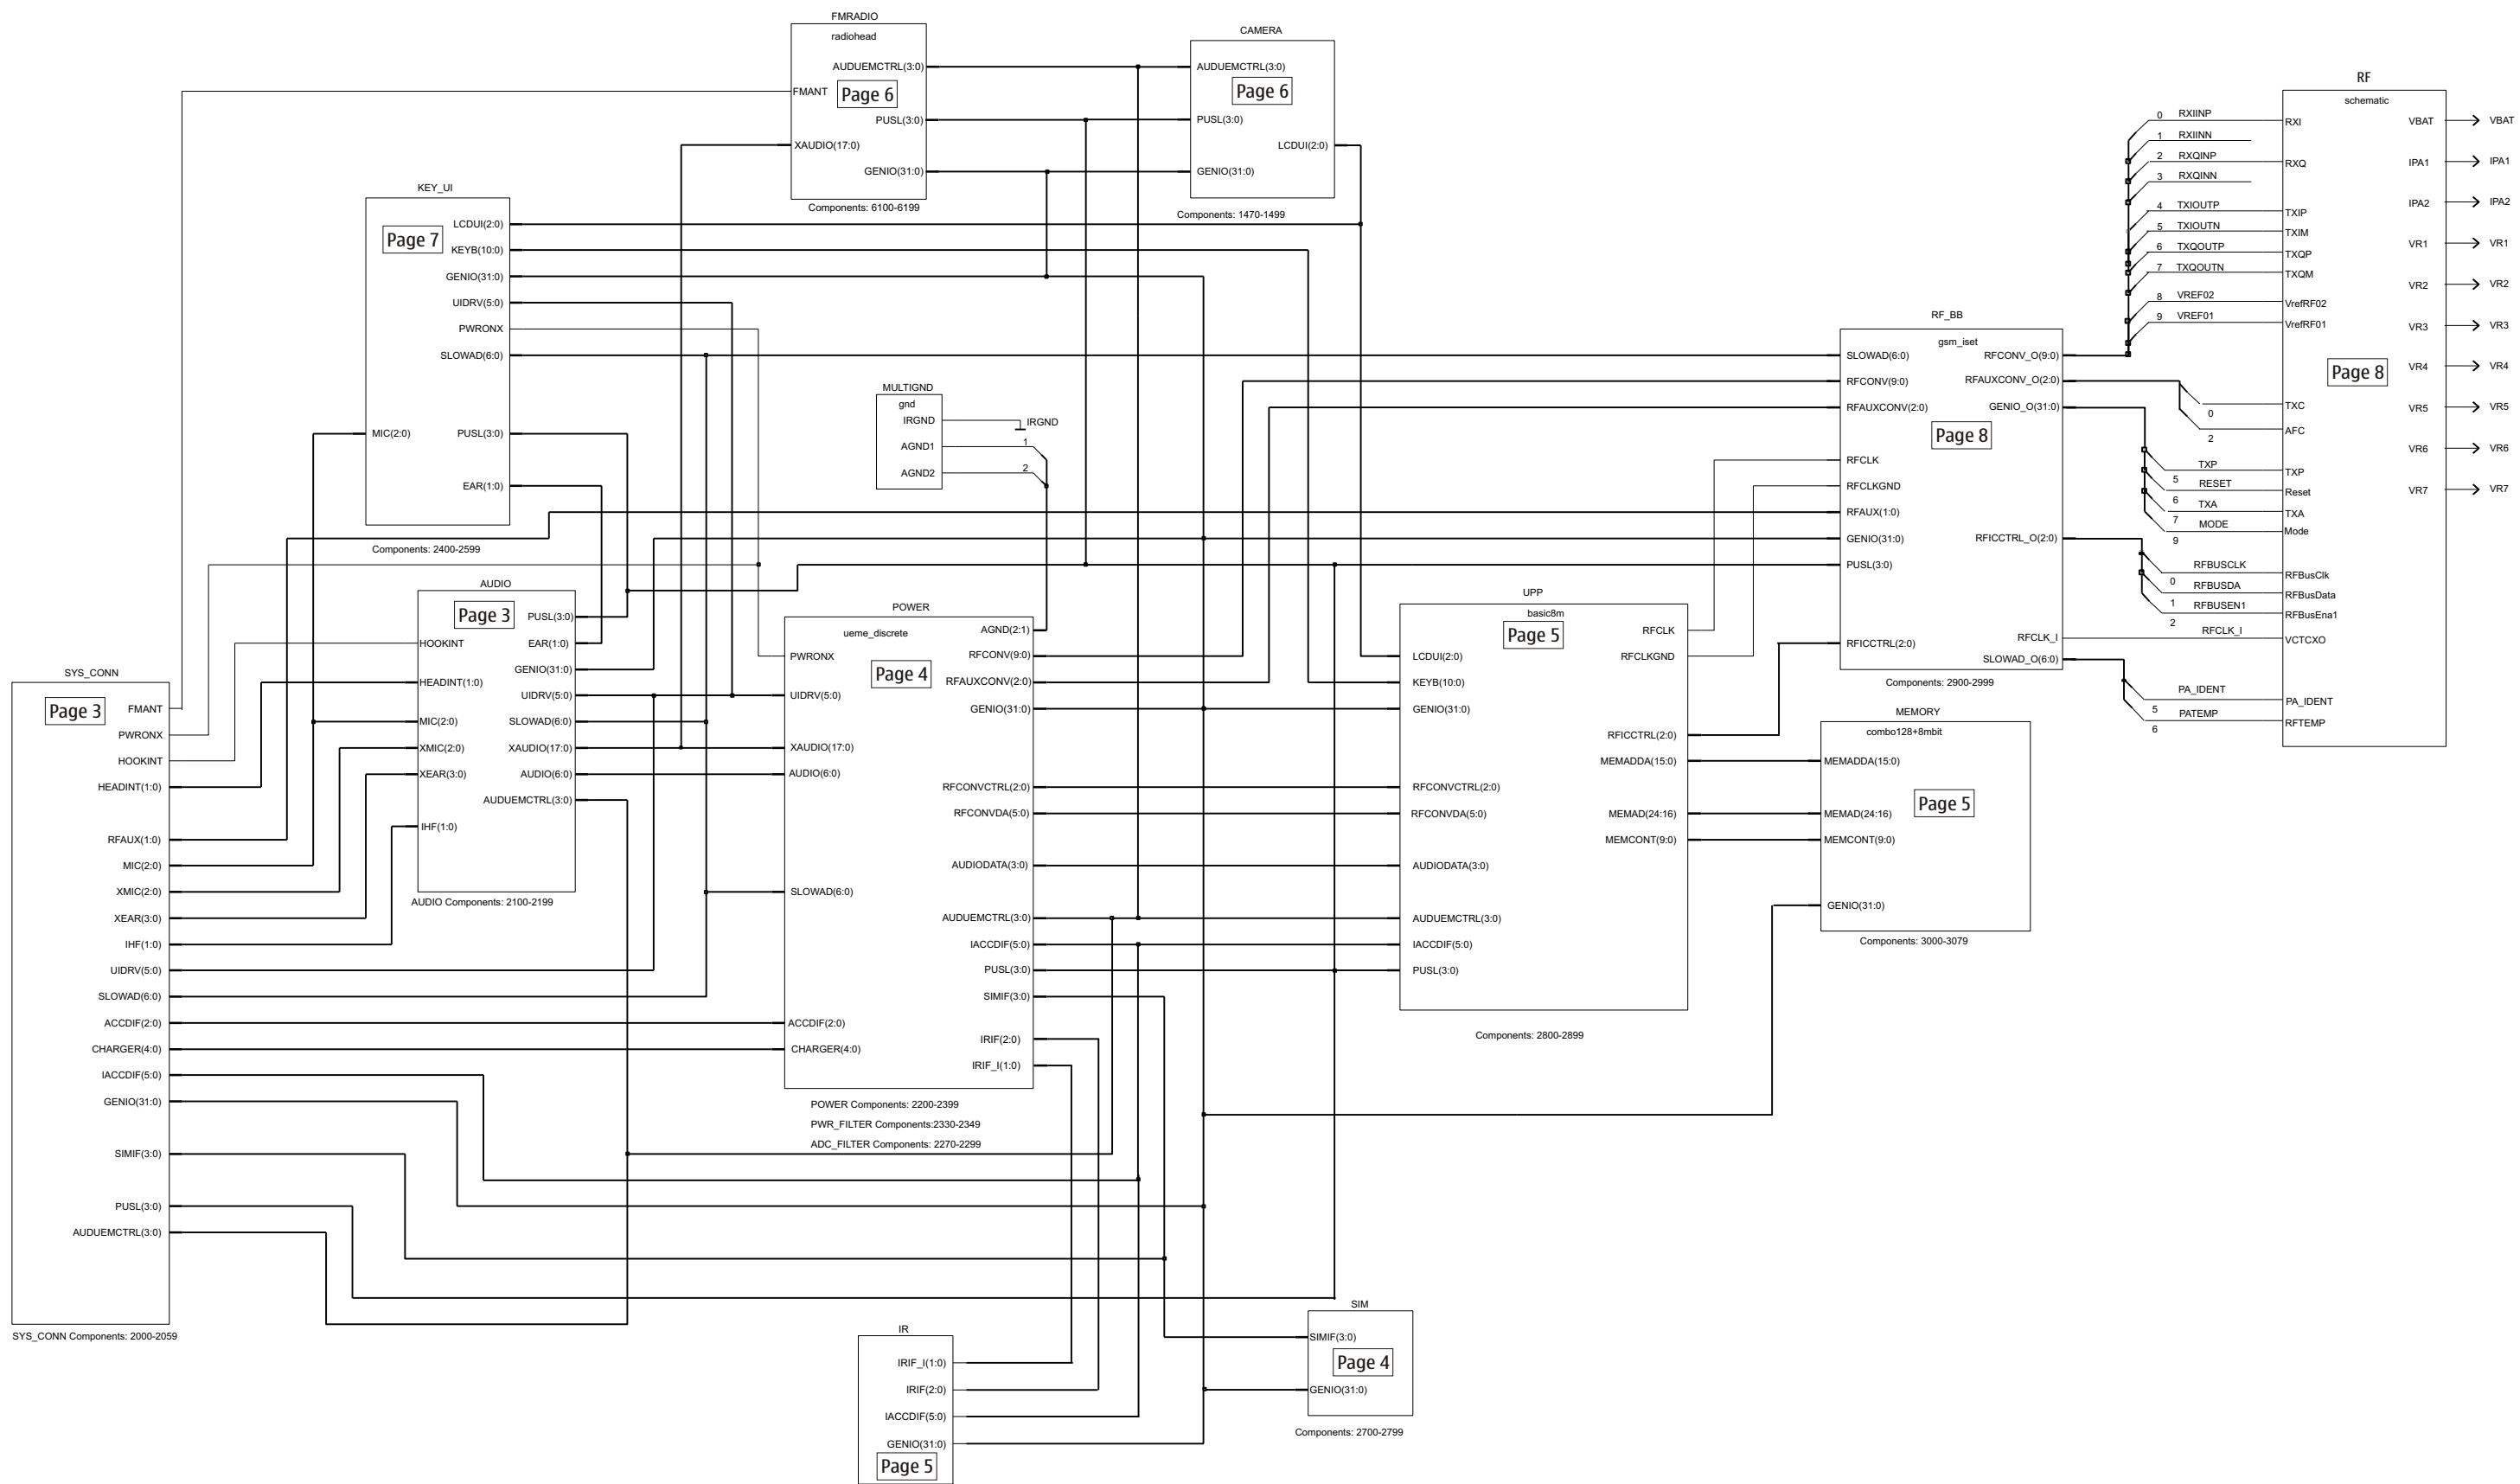 FMRADIO
radiohead
AUDUEMCTRL(3:0)
FMANT
Page 6
PUSL(3:0)
XAUDIO(17:0)
GENIO(31:0)
Components: 6100-6199
CAMERA
AUDUEMCTRL(3:0)
Page 6
PUSL(3:0)
LCDUI(2:0)
GENIO(31:0)
Components: 1470-1499
KEY_UI
LCDUI(2:0)
Page 7
KEYB(10:0)
GENIO(31:0)
UIDRV(5:0)
PWRONX
SLOWAD(6:0)
MIC(2:0)
PUSL(3:0)
EAR(1:0)
Components: 2400-2599
MULTIGND
gnd
IRGND
IRGND
AGND1
1
AGND2
2
AUDIO
Page 3
PUSL(3:0)
HOOKINT
EAR(1:0)
GENIO(31:0)
HEADINT(1:0)
UIDRV(5:0)
MIC(2:0)
SLOWAD(6:0)
XMIC(2:0)
XAUDIO(17:0)
XEAR(3:0)
AUDIO(6:0)
AUDUEMCTRL(3:0)
IHF(1:0)
AUDIO Components: 2100-2199
SYS_CONN
Page 3
FMANT
PWRONX
HOOKINT
HEADINT(1:0)
RFAUX(1:0)
MIC(2:0)
XMIC(2:0)
XEAR(3:0)
IHF(1:0)
UIDRV(5:0)
SLOWAD(6:0)
ACCDIF(2:0)
CHARGER(4:0)
IACCDIF(5:0)
GENIO(31:0)
SIMIF(3:0)
PUSL(3:0)
AUDUEMCTRL(3:0)
SYS_CONN Components: 2000-2059
POWER
ueme_discrete
AGND(2:1)
PWRONX
RFCONV(9:0)
Page 4
RFAUXCONV(2:0)
UIDRV(5:0)
GENIO(31:0)
XAUDIO(17:0)
AUDIO(6:0)
RFCONVCTRL(2:0)
RFCONVDA(5:0)
AUDIODATA(3:0)
SLOWAD(6:0)
AUDUEMCTRL(3:0)
IACCDIF(5:0)
PUSL(3:0)
SIMIF(3:0)
ACCDIF(2:0)
IRIF(2:0)
CHARGER(4:0)
IRIF_I(1:0)
POWER Components: 2200-2399
PWR_FILTER Components:2330-2349
ADC_FILTER Components: 2270-2299
IR
IRIF_I(1:0)
IRIF(2:0)
IACCDIF(5:0)
GENIO(31:0)
Page 5
SIM
SIMIF(3:0)
Page 4
GENIO(31:0)
Components: 2700-2799
UPP
basic8m
Page 5
RFCLK
LCDUI(2:0)
RFCLKGND
KEYB(10:0)
GENIO(31:0)
RFICCTRL(2:0)
MEMADDA(15:0)
RFCONVCTRL(2:0)
RFCONVDA(5:0)
MEMAD(24:16)
MEMCONT(9:0)
AUDIODATA(3:0)
AUDUEMCTRL(3:0)
IACCDIF(5:0)
PUSL(3:0)
Components: 2800-2899
MEMORY
combo128+8mbit
MEMADDA(15:0)
Page 5
MEMAD(24:16)
MEMCONT(9:0)
GENIO(31:0)
Components: 3000-3079
RF_BB
gsm_iset
SLOWAD(6:0)
RFCONV_O(9:0)
RFCONV(9:0)
RFAUXCONV_O(2:0)
RFAUXCONV(2:0)
GENIO_O(31:0)
Page 8
RFCLK
RFCLKGND
RFAUX(1:0)
GENIO(31:0)
RFICCTRL_O(2:0)
PUSL(3:0)
RFCLK_I
RFICCTRL(2:0)
SLOWAD_O(6:0)
Components: 2900-2999
0 RXIINP
1 RXIINN
2 RXQINP
3 RXQINN
4 TXIOUTP
5 TXIOUTN
6 TXQOUTP
7 TXQOUTN
8 VREF02
9 VREF01
0
2
TXP
5 RESET
6 TXA
7 MODE
9
RFBUSCLK
0 RFBUSDA
1 RFBUSEN1
2 RFCLK_I
PA_IDENT
5 PATEMP
6
RF
schematic
RXI
RXQ
TXIP
TXIM
TXQP
TXQM
VrefRF02
VrefRF01
Page 8
TXC
AFC
TXP
Reset
TXA
Mode
RFBusClk
RFBusData
RFBusEna1
VCTCXO
PA_IDENT
RFTEMP
VBAT VBAT
IPA1 IPA1
IPA2 IPA2
VR1 VR1
VR2 VR2
VR3 VR3
VR4 VR4
VR5 VR5
VR6 VR6
VR7 VR7